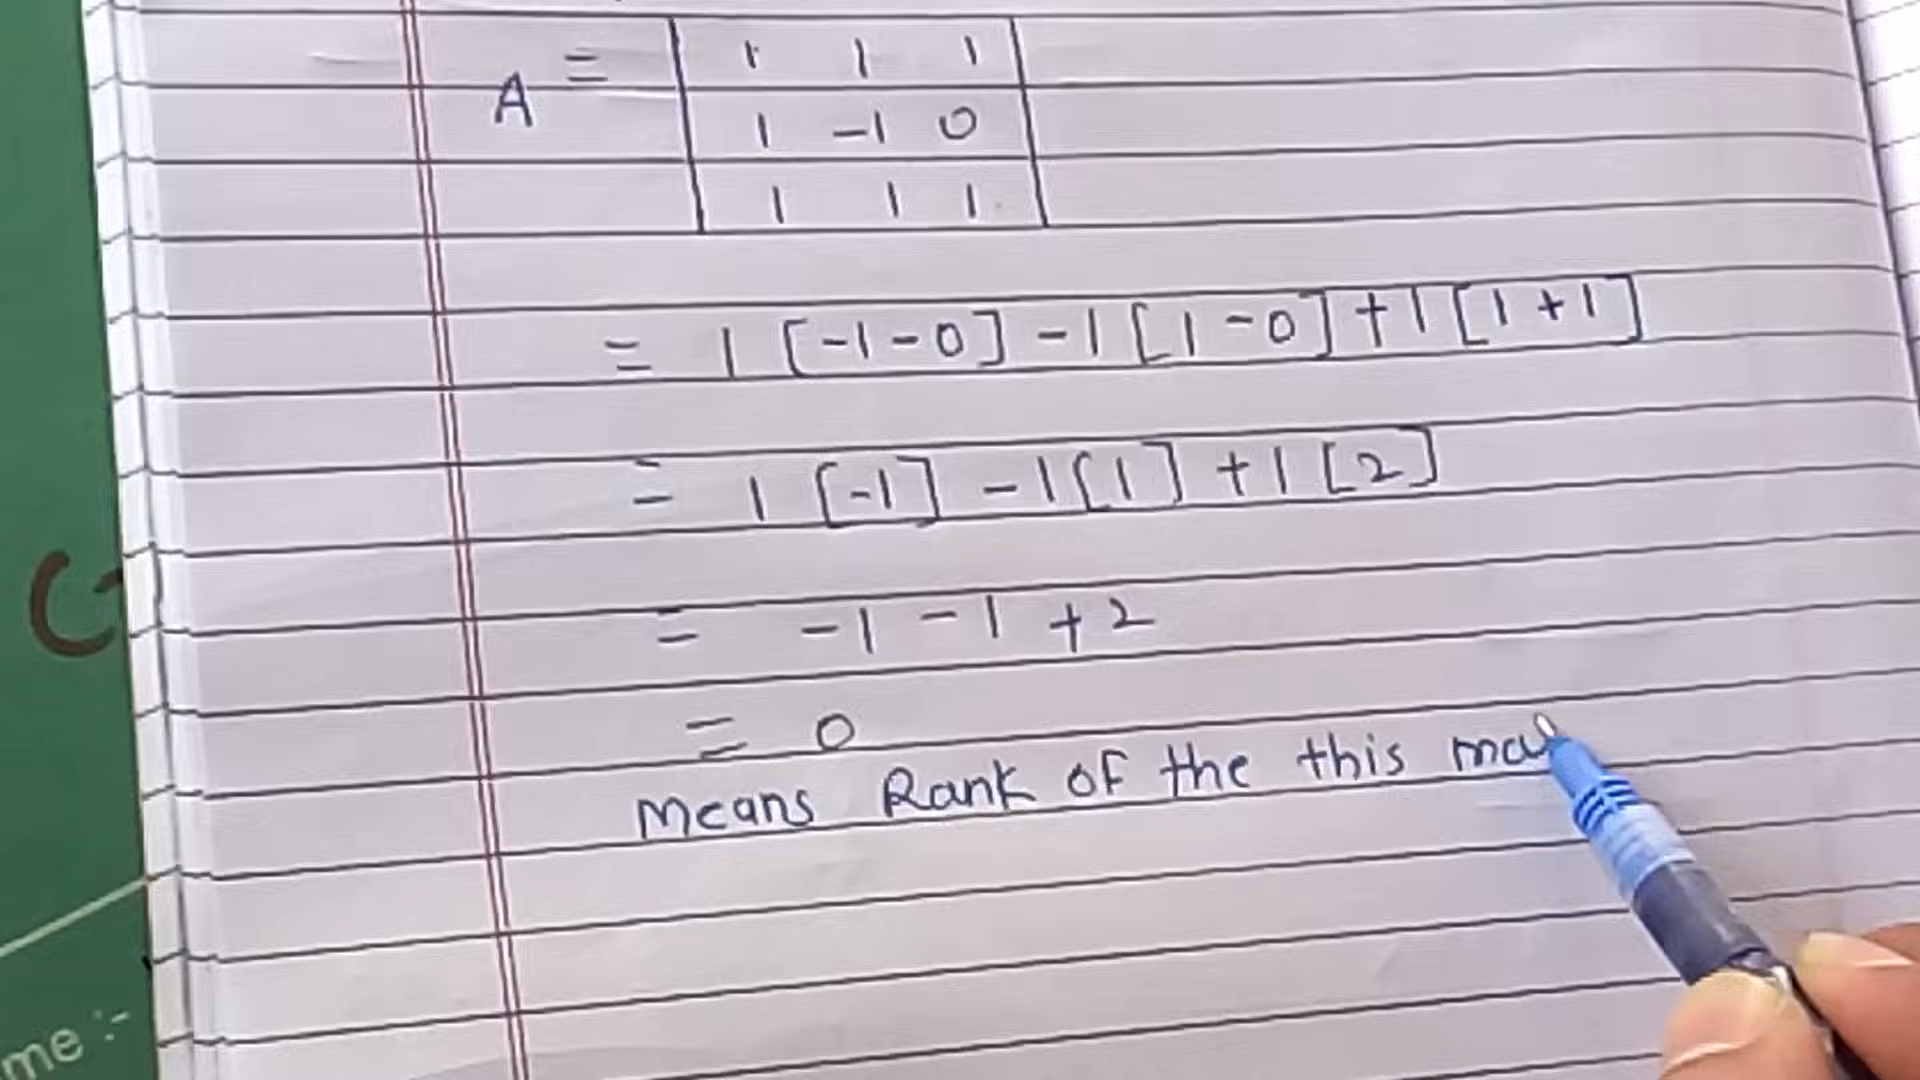 A = | 1 1 1 |
| 1 -1 0 |
| 1 1 1 |
= 1 [-1-0] -1 [1-0] +1 [1+1]
= 1 [-1] -1 [1] +1 [2]
= -1 -1 +2
= 0
Means Rank of the this ma
me :-